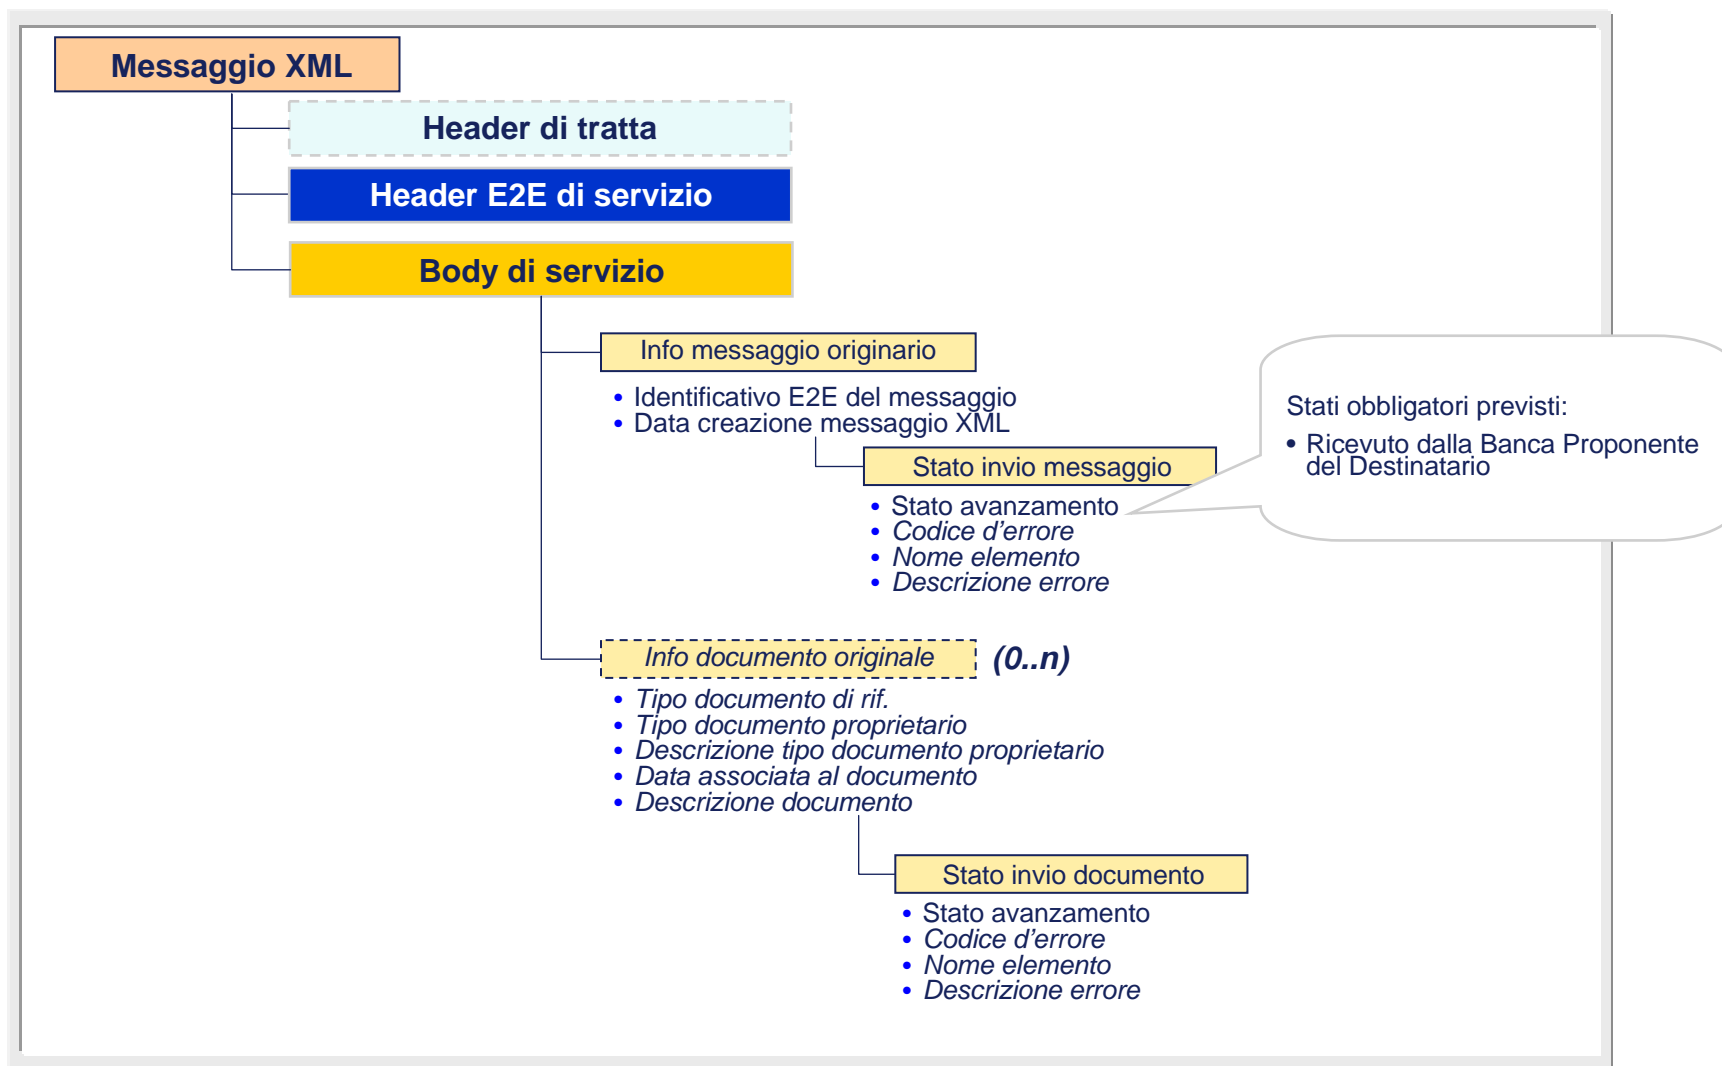 Messaggio XML
Header di tratta
Header E2E di servizio
Body di servizio
Info messaggio originario
• Identificativo E2E del messaggio
• Data creazione messaggio XML
Stato invio messaggio
• Stato avanzamento
• Codice d’errore
• Nome elemento
• Descrizione errore
Stati obbligatori previsti:
• Ricevuto dalla Banca Proponente
del Destinatario
Info documento originale (0..n)
• Tipo documento di rif.
• Tipo documento proprietario
• Descrizione tipo documento proprietario
• Data associata al documento
• Descrizione documento
Stato invio documento
• Stato avanzamento
• Codice d’errore
• Nome elemento
• Descrizione errore